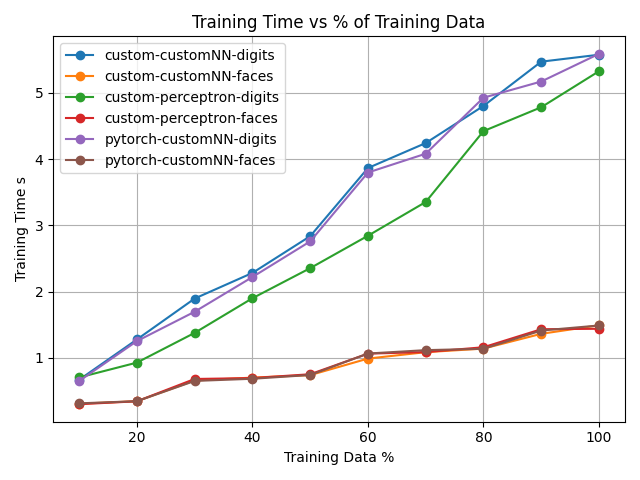 Training Time vs % of Training Data
custom-customNN-digits
custom-customNN-faces
custom-perceptron-digits
custom-perceptron-faces
pytorch-customNN-digits
pytorch-customNN-faces
Training Time s
5
4
3
2
1
20 40 60 80 100
Training Data %